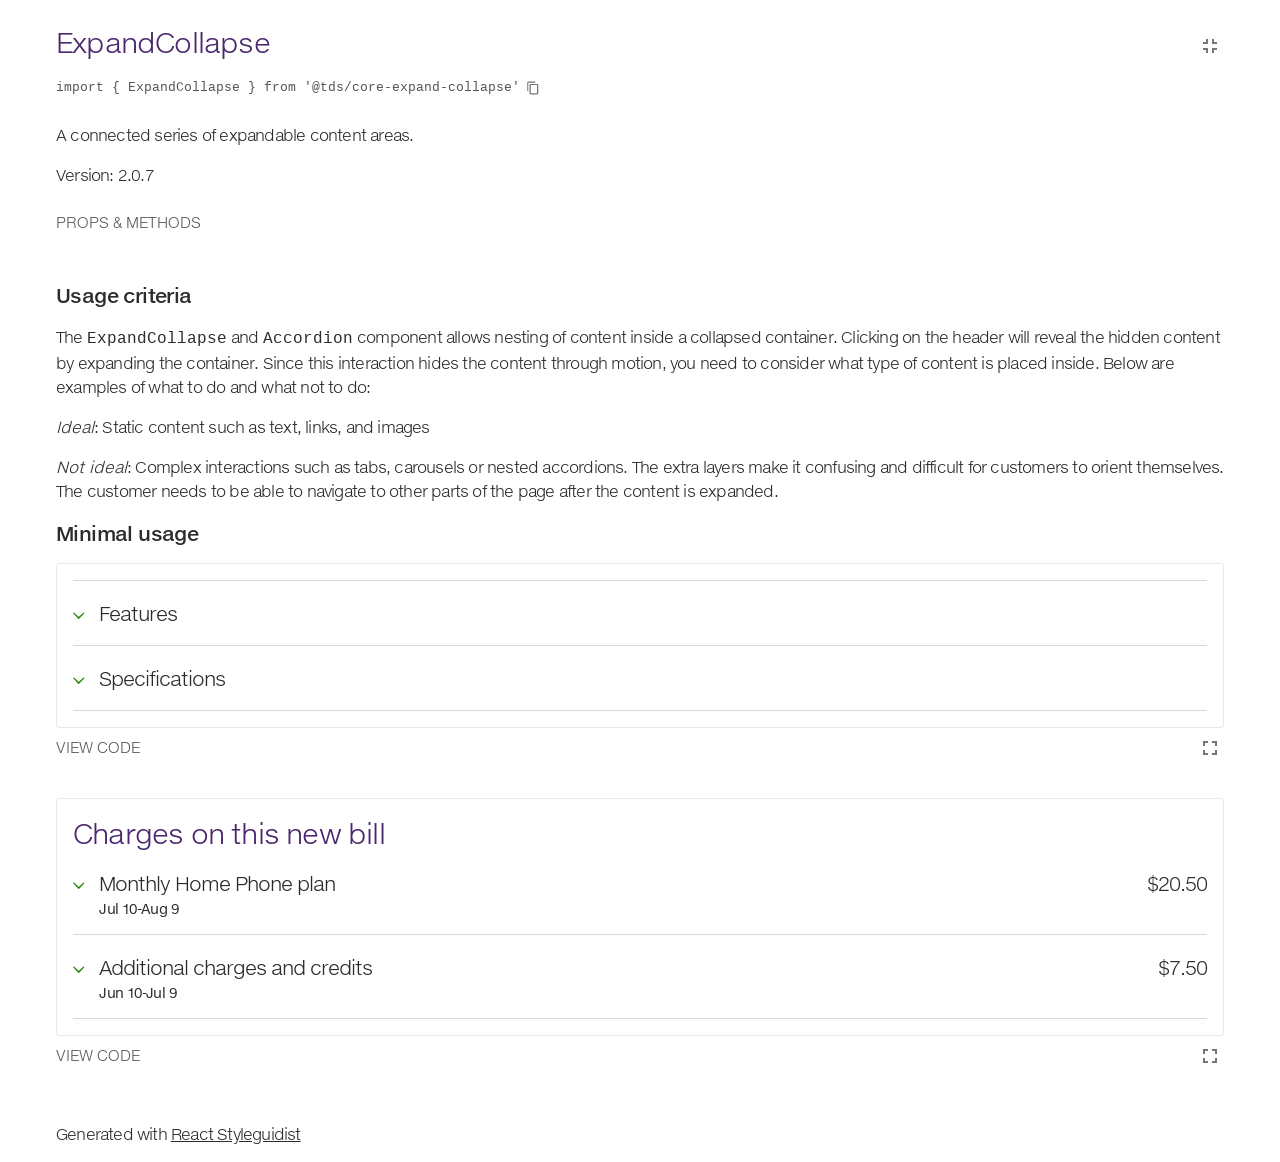 ExpandCollapse
import { ExpandCollapse } from '@tds/core-expand-collapse'
A connected series of expandable content areas.
Version: 2.0.7
PROPS & METHODS
Usage criteria
The ExpandCollapse and Accordion component allows nesting of content inside a collapsed container. Clicking on the header will reveal the hidden content
by expanding the container. Since this interaction hides the content through motion, you need to consider what type of content is placed inside. Below are
examples of what to do and what not to do:
Ideal: Static content such as text, links, and images
Not ideal: Complex interactions such as tabs, carousels or nested accordions. The extra layers make it confusing and difficult for customers to orient themselves.
The customer needs to be able to navigate to other parts of the page after the content is expanded.
Minimal usage
Features
Specifications
VIEW CODE
Charges on this new bill
Monthly Home Phone plan $20.50
Jul 10-Aug 9
Additional charges and credits $7.50
Jun 10-Jul 9
VIEW CODE
Generated with React Styleguidist